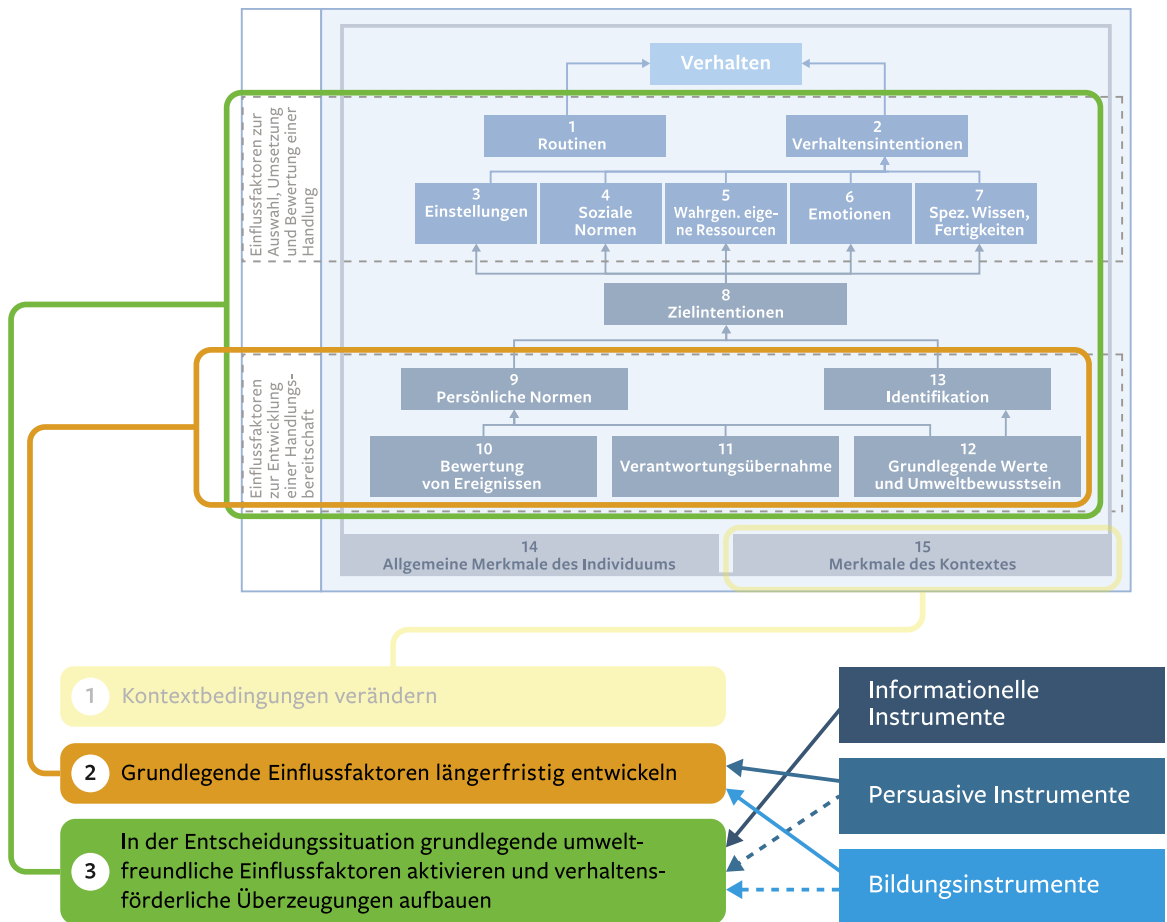 Verhalten
Einflussfaktoren zur
Auswahl, Umsetzung
und Bewertung einer
Handlung
1
Routinen
2
Verhaltensintentionen
3
Einstellungen
4
Soziale
Normen
5
Wahrgen. eige-
ne Ressourcen
6
Emotionen
7
Spez. Wissen,
Fertigkeiten
8
Zielintentionen
Einflussfaktoren
zur Entwicklung
einer Handlungs-
bereitschaft
9
Persönliche Normen
13
Identifikation
10
Bewertung
von Ereignissen
11
Verantwortungsübernahme
12
Grundlegende Werte
und Umweltbewusstsein
14
Allgemeine Merkmale des Individuums
15
Merkmale des Kontextes
1 Kontextbedingungen verändern
2 Grundlegende Einflussfaktoren längerfristig entwickeln
3
In der Entscheidungssituation grundlegende umwelt-
freundliche Einflussfaktoren aktivieren und verhaltens-
förderliche Überzeugungen aufbauen
Informationelle
Instrumente
Persuasive Instrumente
Bildungsinstrumente